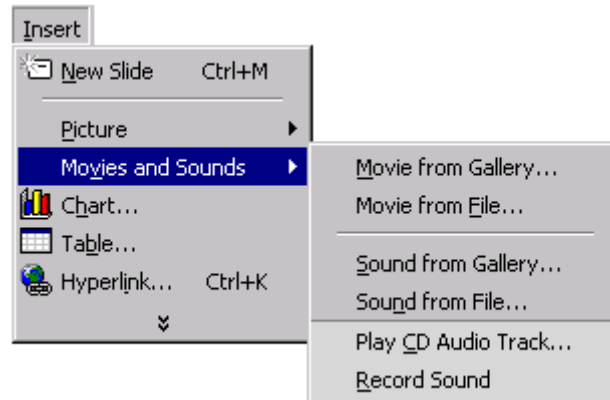 Insert
New Slide Ctrl+M
Picture
Movies and Sounds
Chart...
Table...
Hyperlink... Ctrl+K
Movie from Gallery...
Movie from File...
Sound from Gallery...
Sound from File...
Play CD Audio Track...
Record Sound